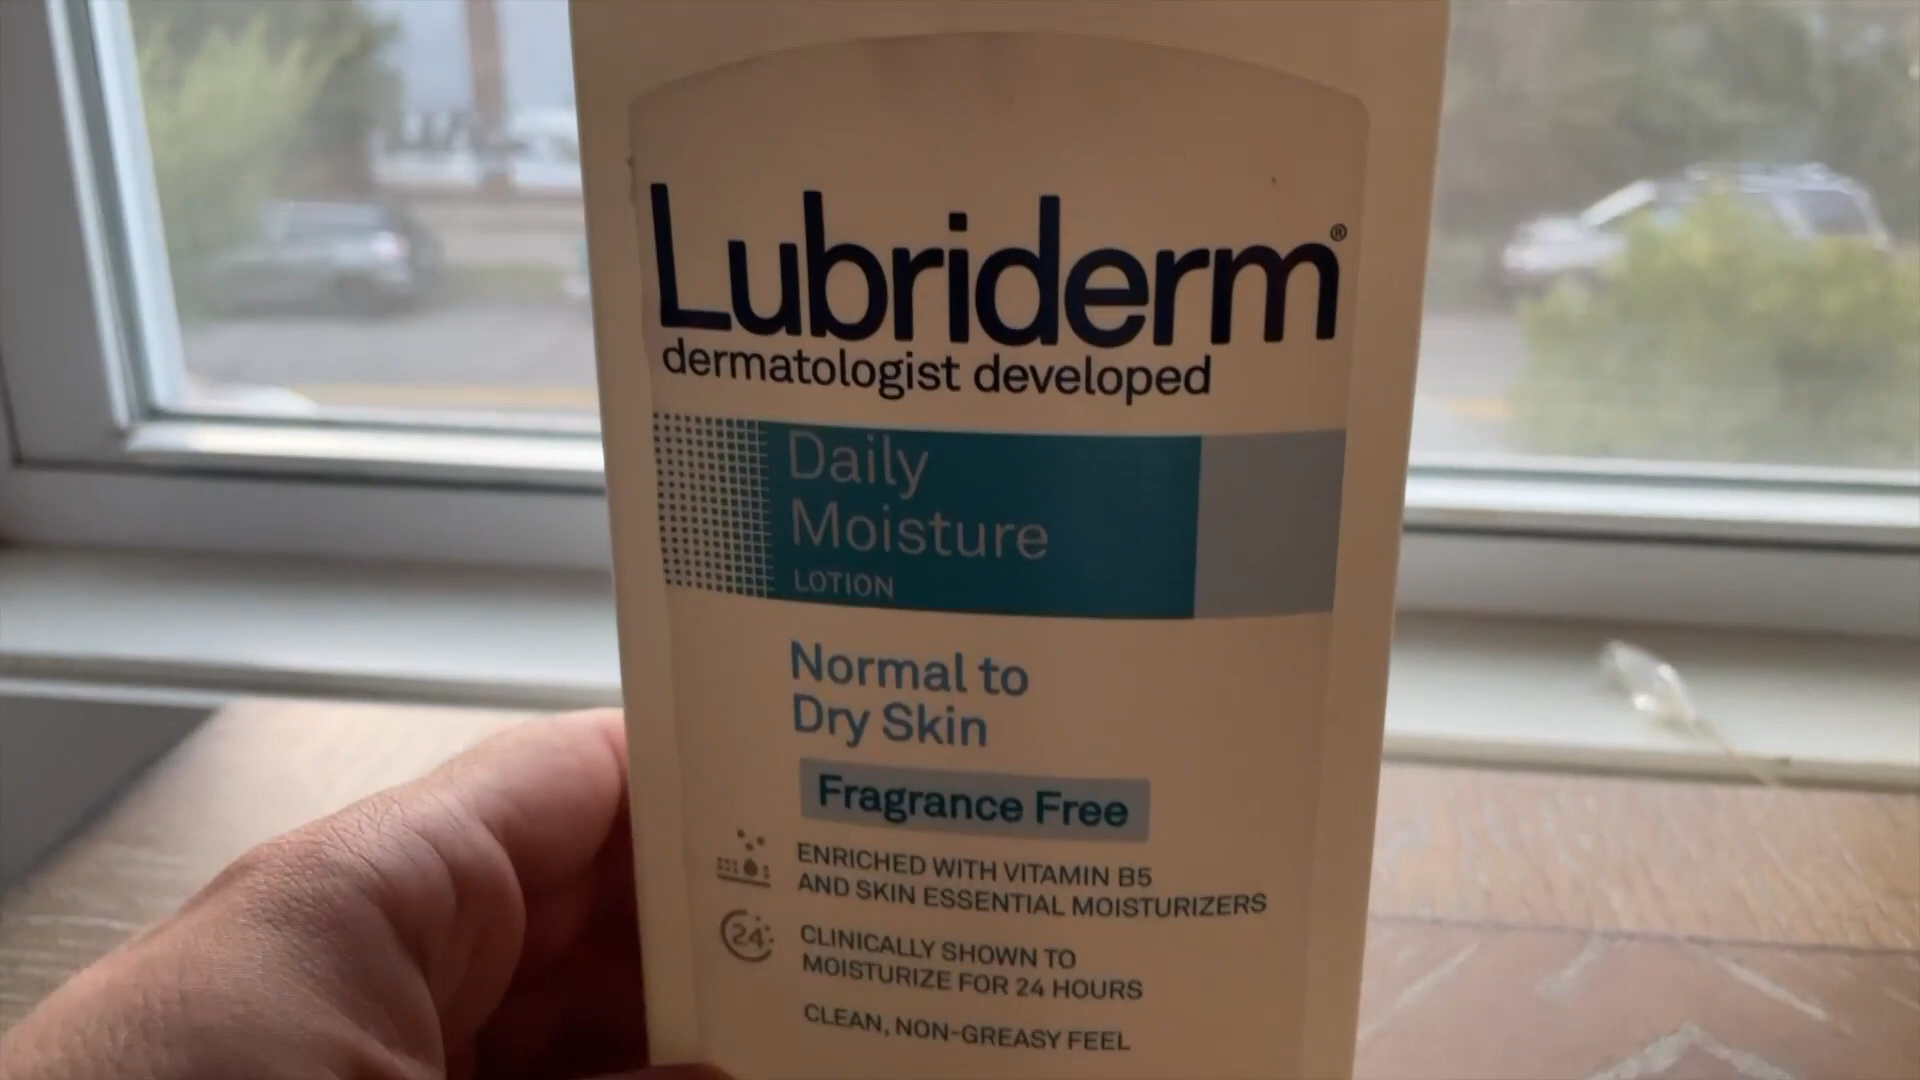 Lubriderm®
dermatologist developed
Daily
Moisture
LOTION
Normal to
Dry Skin
Fragrance Free
ENRICHED WITH VITAMIN B5
AND SKIN ESSENTIAL MOISTURIZERS
24
CLINICALLY SHOWN TO
MOISTURIZE FOR 24 HOURS
CLEAN, NON-GREASY FEEL